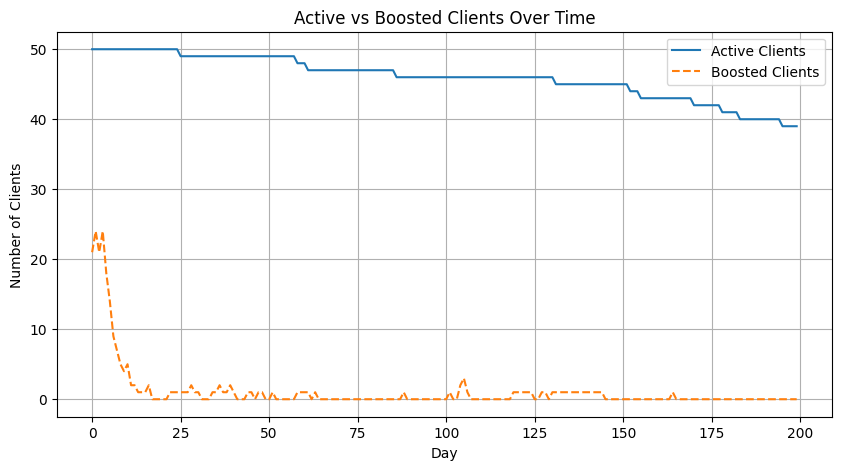 Active vs Boosted Clients Over Time
Active Clients
Boosted Clients
Number of Clients
50
40
30
20
10
0
0 25 50 75 100 125 150 175 200
Day